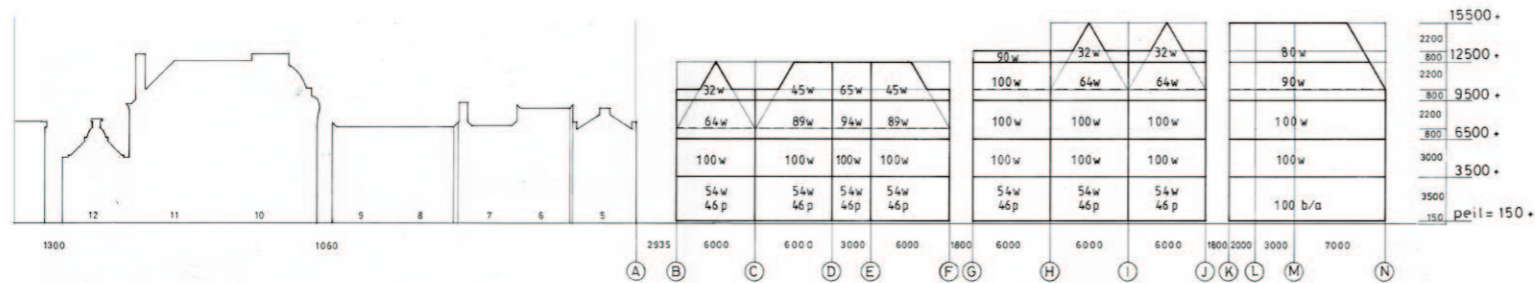 15500 +
2200
90w 32w 32w 80w 800 12500 +
32w 45w 65w 45w 100w 64w 64w 90w 2200
800 9500 +
64w 89w 94w 89w 100w 100w 100w 100w 2200
800 6500 +
100w 100w 100w 100w 100w 100w 100w 100w 3000
3500 +
54w 54w 54w 54w 54w 54w 54w 3500
46p 46p 46p 46p 46p 46p 46p 100 b/a
12 11 10 9 8 7 6 5 150 peil = 150 +
1300 1060 2935 6000 6000 3000 6000 1800 6000 6000 6000 1800 2000 3000 7000
A B C D E F G H I J K L M N